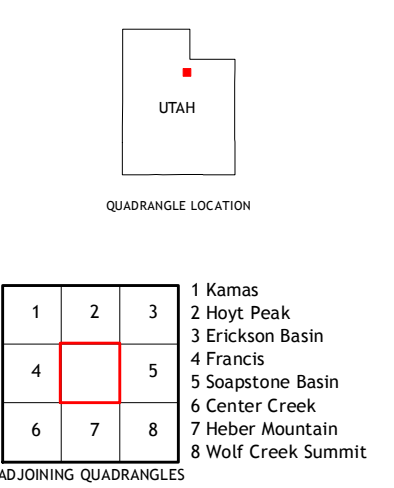 UTAH
QUADRANGLE LOCATION
1 2 3
4 5
6 7 8
1 Kamas
2 Hoyt Peak
3 Erickson Basin
4 Francis
5 Soapstone Basin
6 Center Creek
7 Heber Mountain
8 Wolf Creek Summit
ADJOINING QUADRANGLES